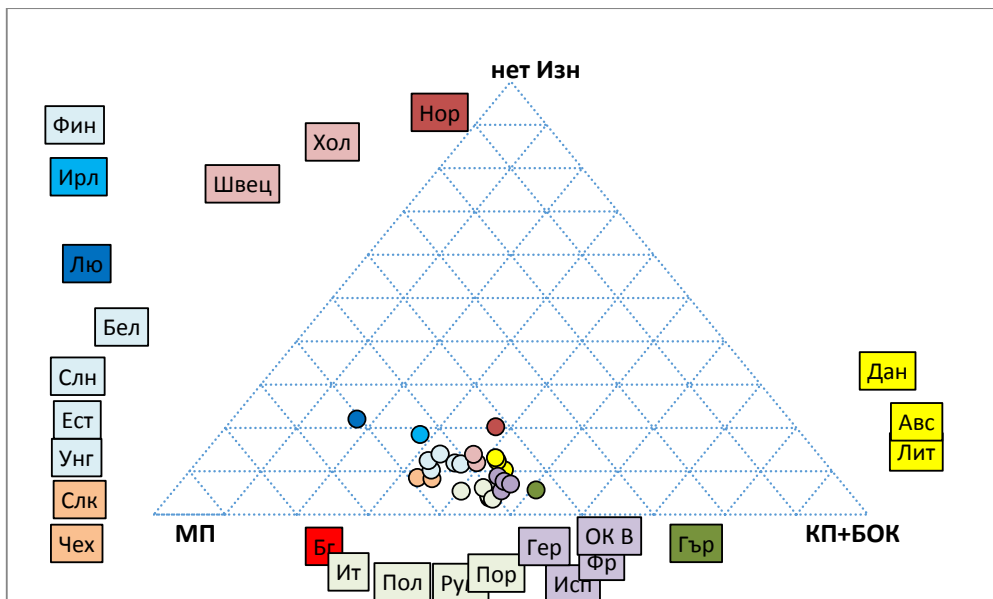 нет Изн
Нор
Фин
Хол
Ирл
Швец
Лю
Бел
Слн
Дан
Ест
Авс
Унг
Лит
Слк
МП
КП+БОК
Чех
Бг
Гер
ОК В
Гър
Ит
Пол
Пор
Исп
Фр